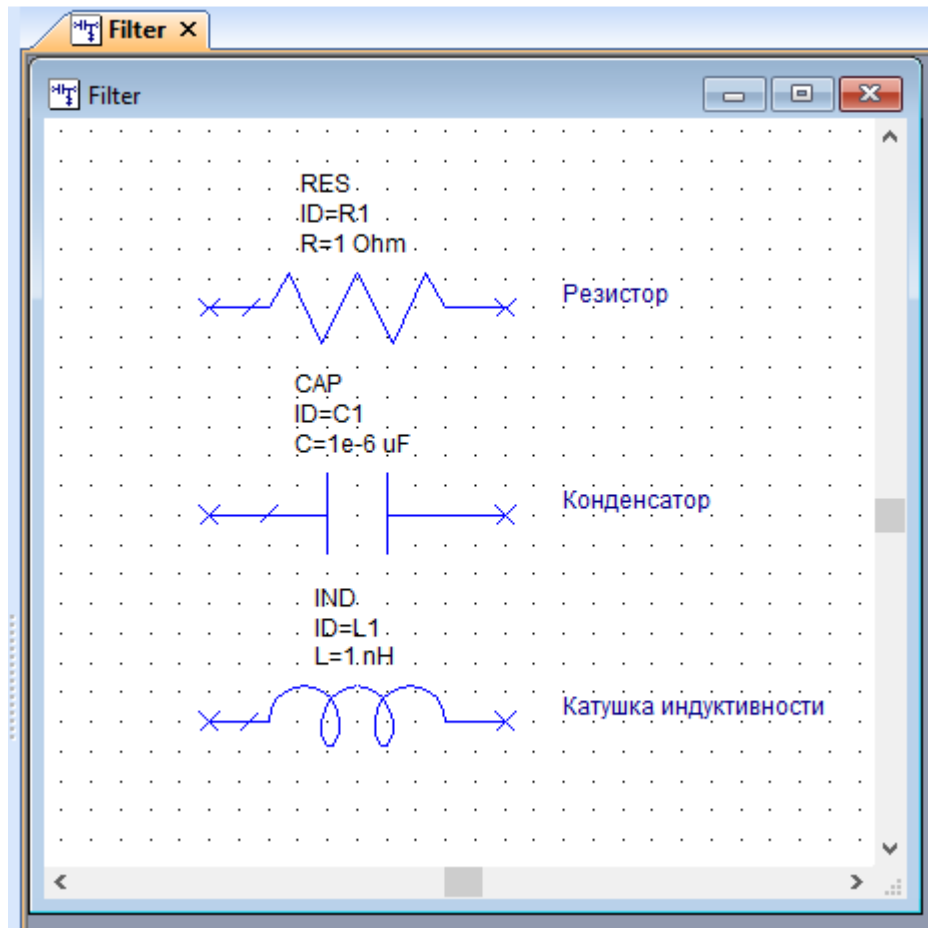 Filter
Filter
RES
ID=R1
R=1 Ohm
Резистор
CAP
ID=C1
C=1e-6 uF
Конденсатор
IND
ID=L1
L=1 nH
Катушка индуктивности